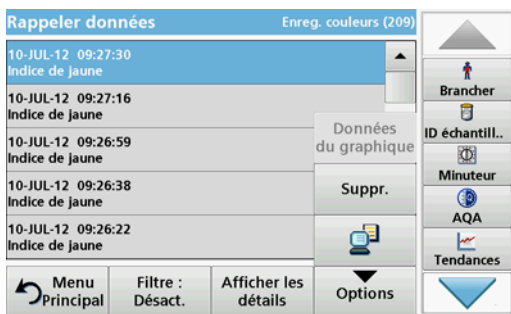 Rappeler données
Enreg. couleurs (209)
10-JUL-12 09:27:30
Indice de jaune
10-JUL-12 09:27:16
Indice de jaune
10-JUL-12 09:26:59
Indice de jaune
10-JUL-12 09:26:38
Indice de jaune
10-JUL-12 09:26:22
Indice de jaune
Données
du graphique
Suppr.
Menu
Principal
Filtre :
Désact.
Afficher les
détails
Options
Brancher
ID échantill..
Minuteur
AQA
Tendances